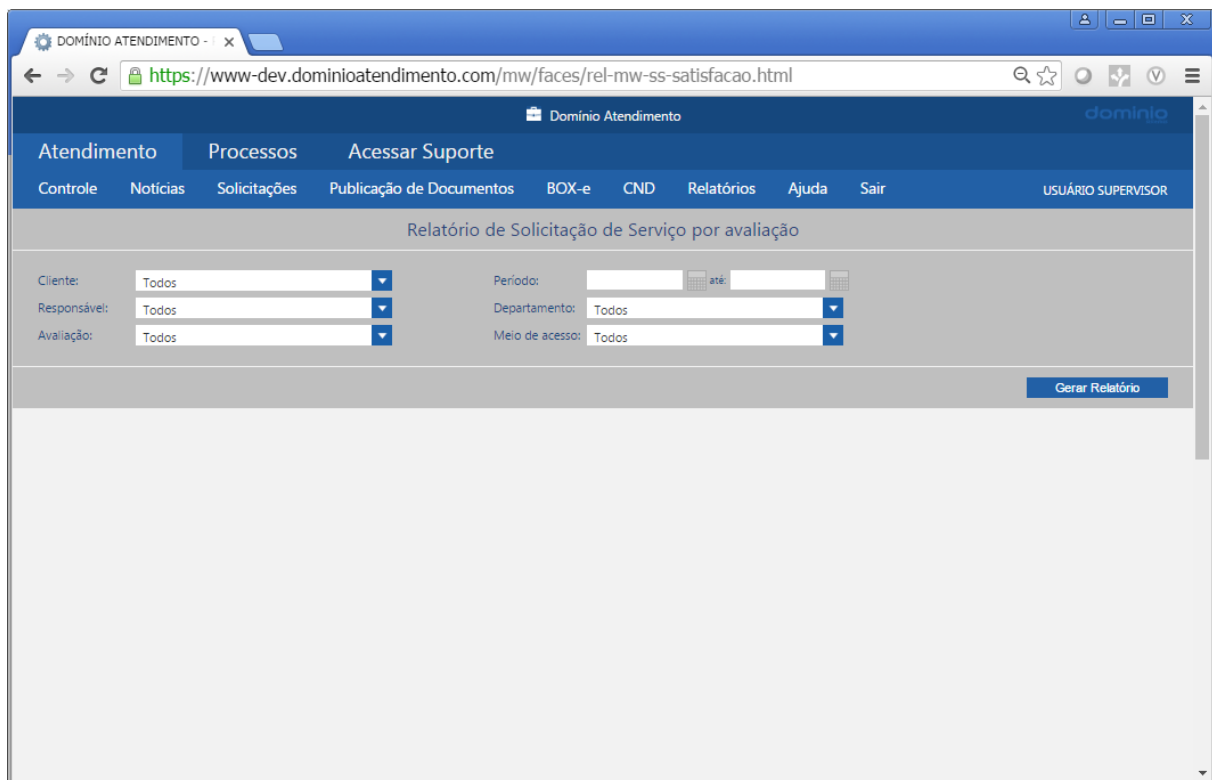 DOMÍNIO ATENDIMENTO -
https://www-dev.dominioatendimento.com/mw/faces/rel-mw-ss-satisfacao.html
Domínio Atendimento
domínio
Atendimento Processos Acessar Suporte
Controle Notícias Solicitações Publicação de Documentos BOX-e CND Relatórios Ajuda Sair USUÁRIO SUPERVISOR
Relatório de Solicitação de Serviço por avaliação
Cliente: Todos Período: até:
Responsável: Todos Departamento: Todos
Avaliação: Todos Meio de acesso: Todos
Gerar Relatório